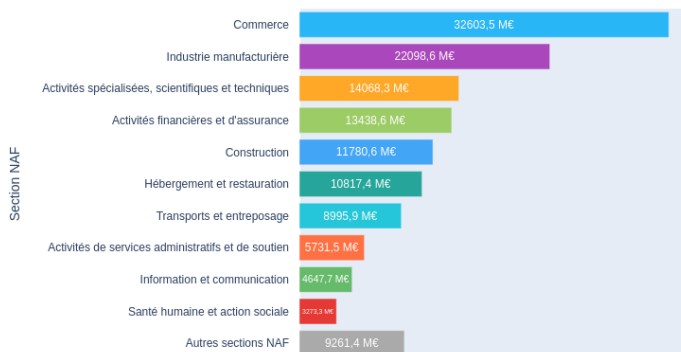 Commerce 32603,5 M€
Industrie manufacturière 22098,6 M€
Activités spécialisées, scientifiques et techniques 14068,3 M€
Activités financières et d'assurance 13438,6 M€
Construction 11780,6 M€
Hébergement et restauration 10817,4 M€
Transports et entreposage 8995,9 M€
Activités de services administratifs et de soutien 5731,5 M€
Information et communication 4647,7 M€
Santé humaine et action sociale 3273,3 M€
Autres sections NAF 9261,4 M€
Section NAF